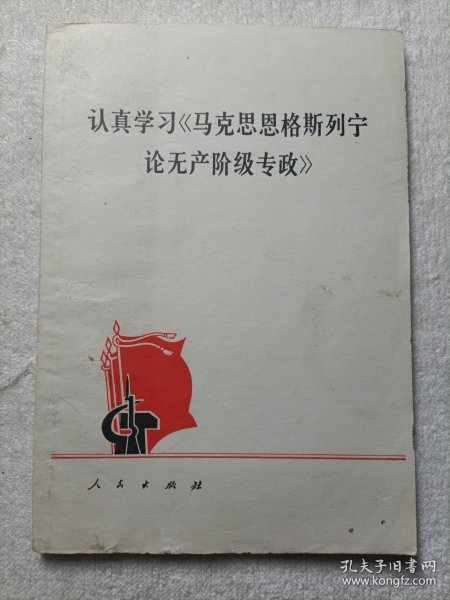 认真学习《马克思恩格斯列宁
论无产阶级专政》
人民出版社
孔夫子旧书网
www.kongfz.com